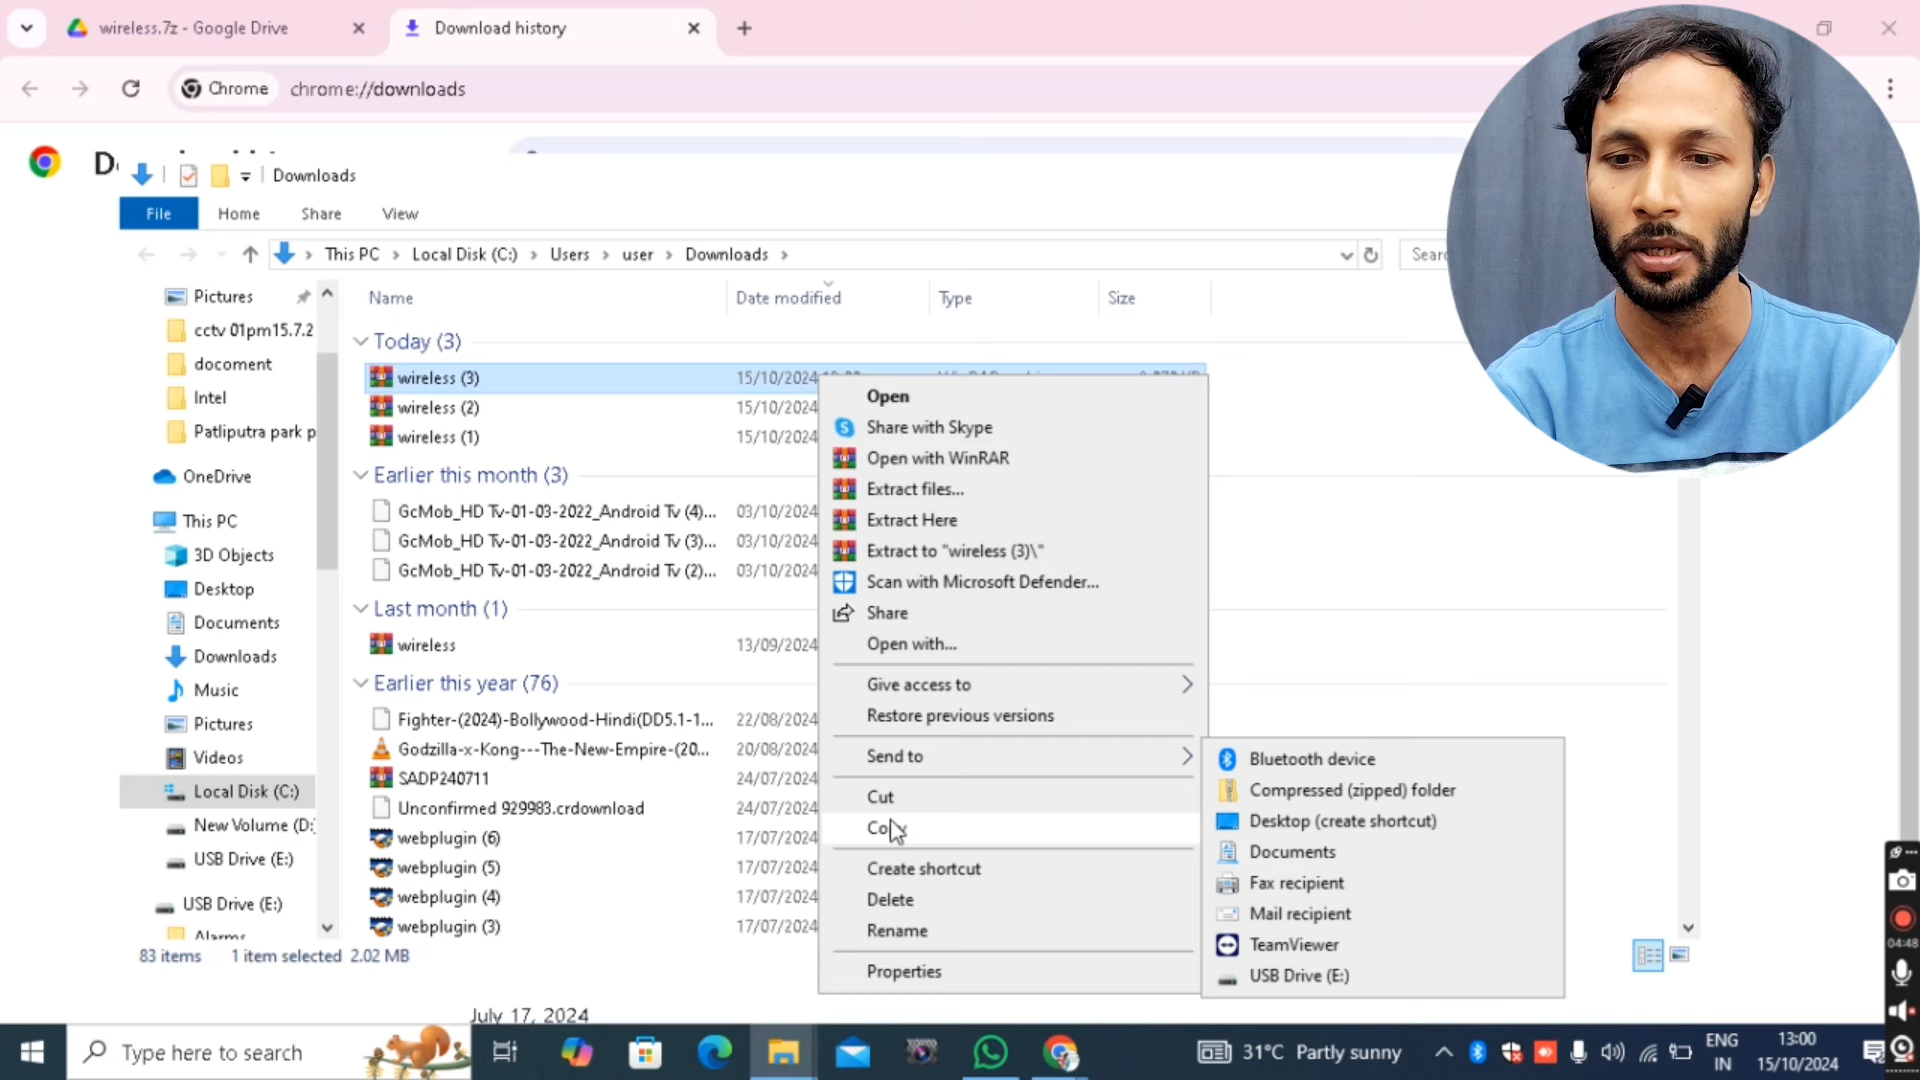 wireless.7z - Google Drive
Download history
Chrome
chrome://downloads
Downloads
File
Home
Share
View
This PC
Local Disk (C:)
Users
user
Downloads
Name
Date modified
Type
Size
Pictures
cctv 01pm15.7.2
docoment
Intel
Patliputra park p
OneDrive
This PC
3D Objects
Desktop
Documents
Downloads
Music
Pictures
Videos
Local Disk (C:)
New Volume (D:
USB Drive (E:)
USB Drive (E:)
Alarms
Today (3)
wireless (3)
15/10/2024
wireless (2)
15/10/2024
wireless (1)
15/10/2024
Earlier this month (3)
GcMob_HD Tv-01-03-2022_Android Tv (4)...
03/10/2024
GcMob_HD Tv-01-03-2022_Android Tv (3)...
03/10/2024
GcMob_HD Tv-01-03-2022_Android Tv (2)...
03/10/2024
Last month (1)
wireless
13/09/2024
Earlier this year (76)
Fighter-(2024)-Bollywood-Hindi(DD5.1-1...
22/08/2024
Godzilla-x-Kong---The-New-Empire-(20...
20/08/2024
SADP240711
24/07/2024
Unconfirmed 929983.crdownload
24/07/2024
webplugin (6)
17/07/2024
webplugin (5)
17/07/2024
webplugin (4)
17/07/2024
webplugin (3)
17/07/2024
Open
Share with Skype
Open with WinRAR
Extract files...
Extract Here
Extract to "wireless (3)\"
Scan with Microsoft Defender...
Share
Open with...
Give access to
Restore previous versions
Send to
Cut
Copy
Create shortcut
Delete
Rename
Properties
Bluetooth device
Compressed (zipped) folder
Desktop (create shortcut)
Documents
Fax recipient
Mail recipient
TeamViewer
USB Drive (E:)
83 items
1 item selected 2.02 MB
July 17, 2024
04:48
Type here to search
31°C Partly sunny
ENG
IN
13:00
15/10/2024